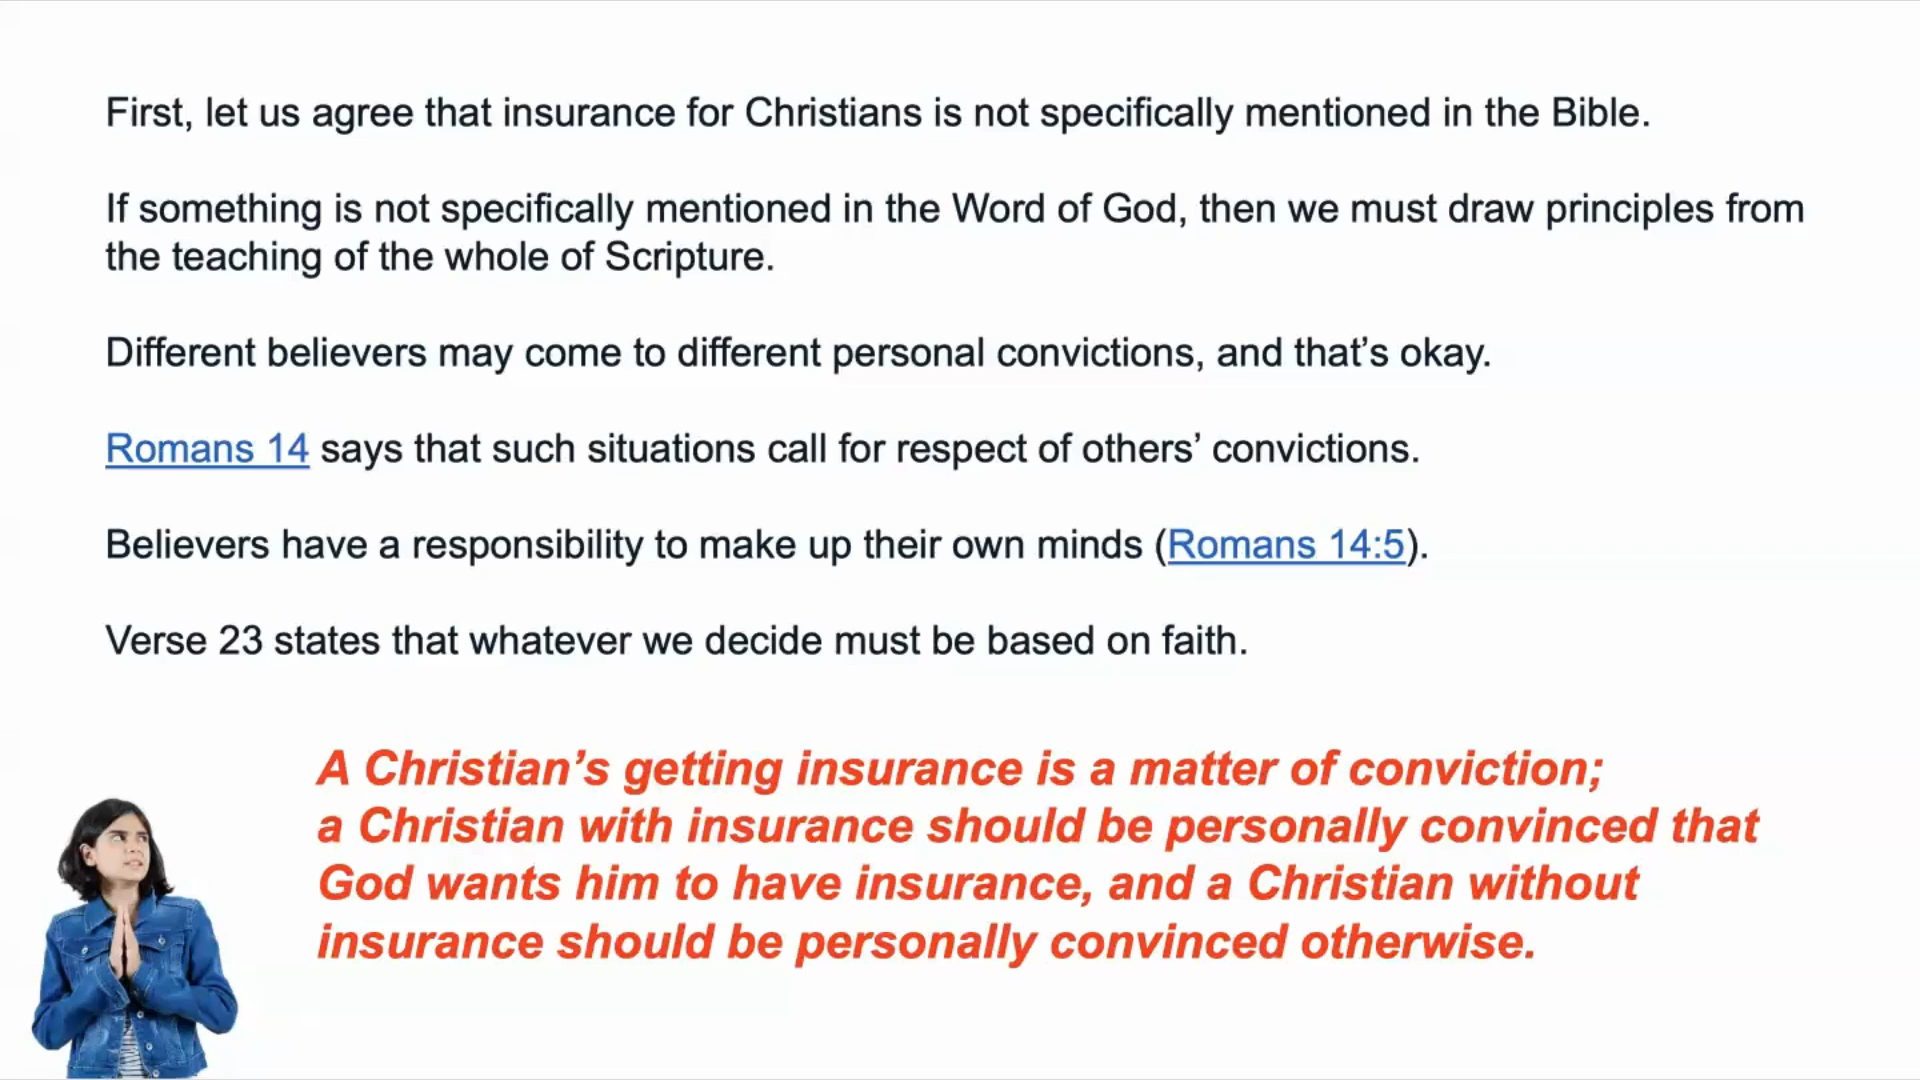 First, let us agree that insurance for Christians is not specifically mentioned in the Bible.
If something is not specifically mentioned in the Word of God, then we must draw principles from
the teaching of the whole of Scripture.
Different believers may come to different personal convictions, and that’s okay.
Romans 14 says that such situations call for respect of others’ convictions.
Believers have a responsibility to make up their own minds (Romans 14:5).
Verse 23 states that whatever we decide must be based on faith.
A Christian’s getting insurance is a matter of conviction;
a Christian with insurance should be personally convinced that
God wants him to have insurance, and a Christian without
insurance should be personally convinced otherwise.